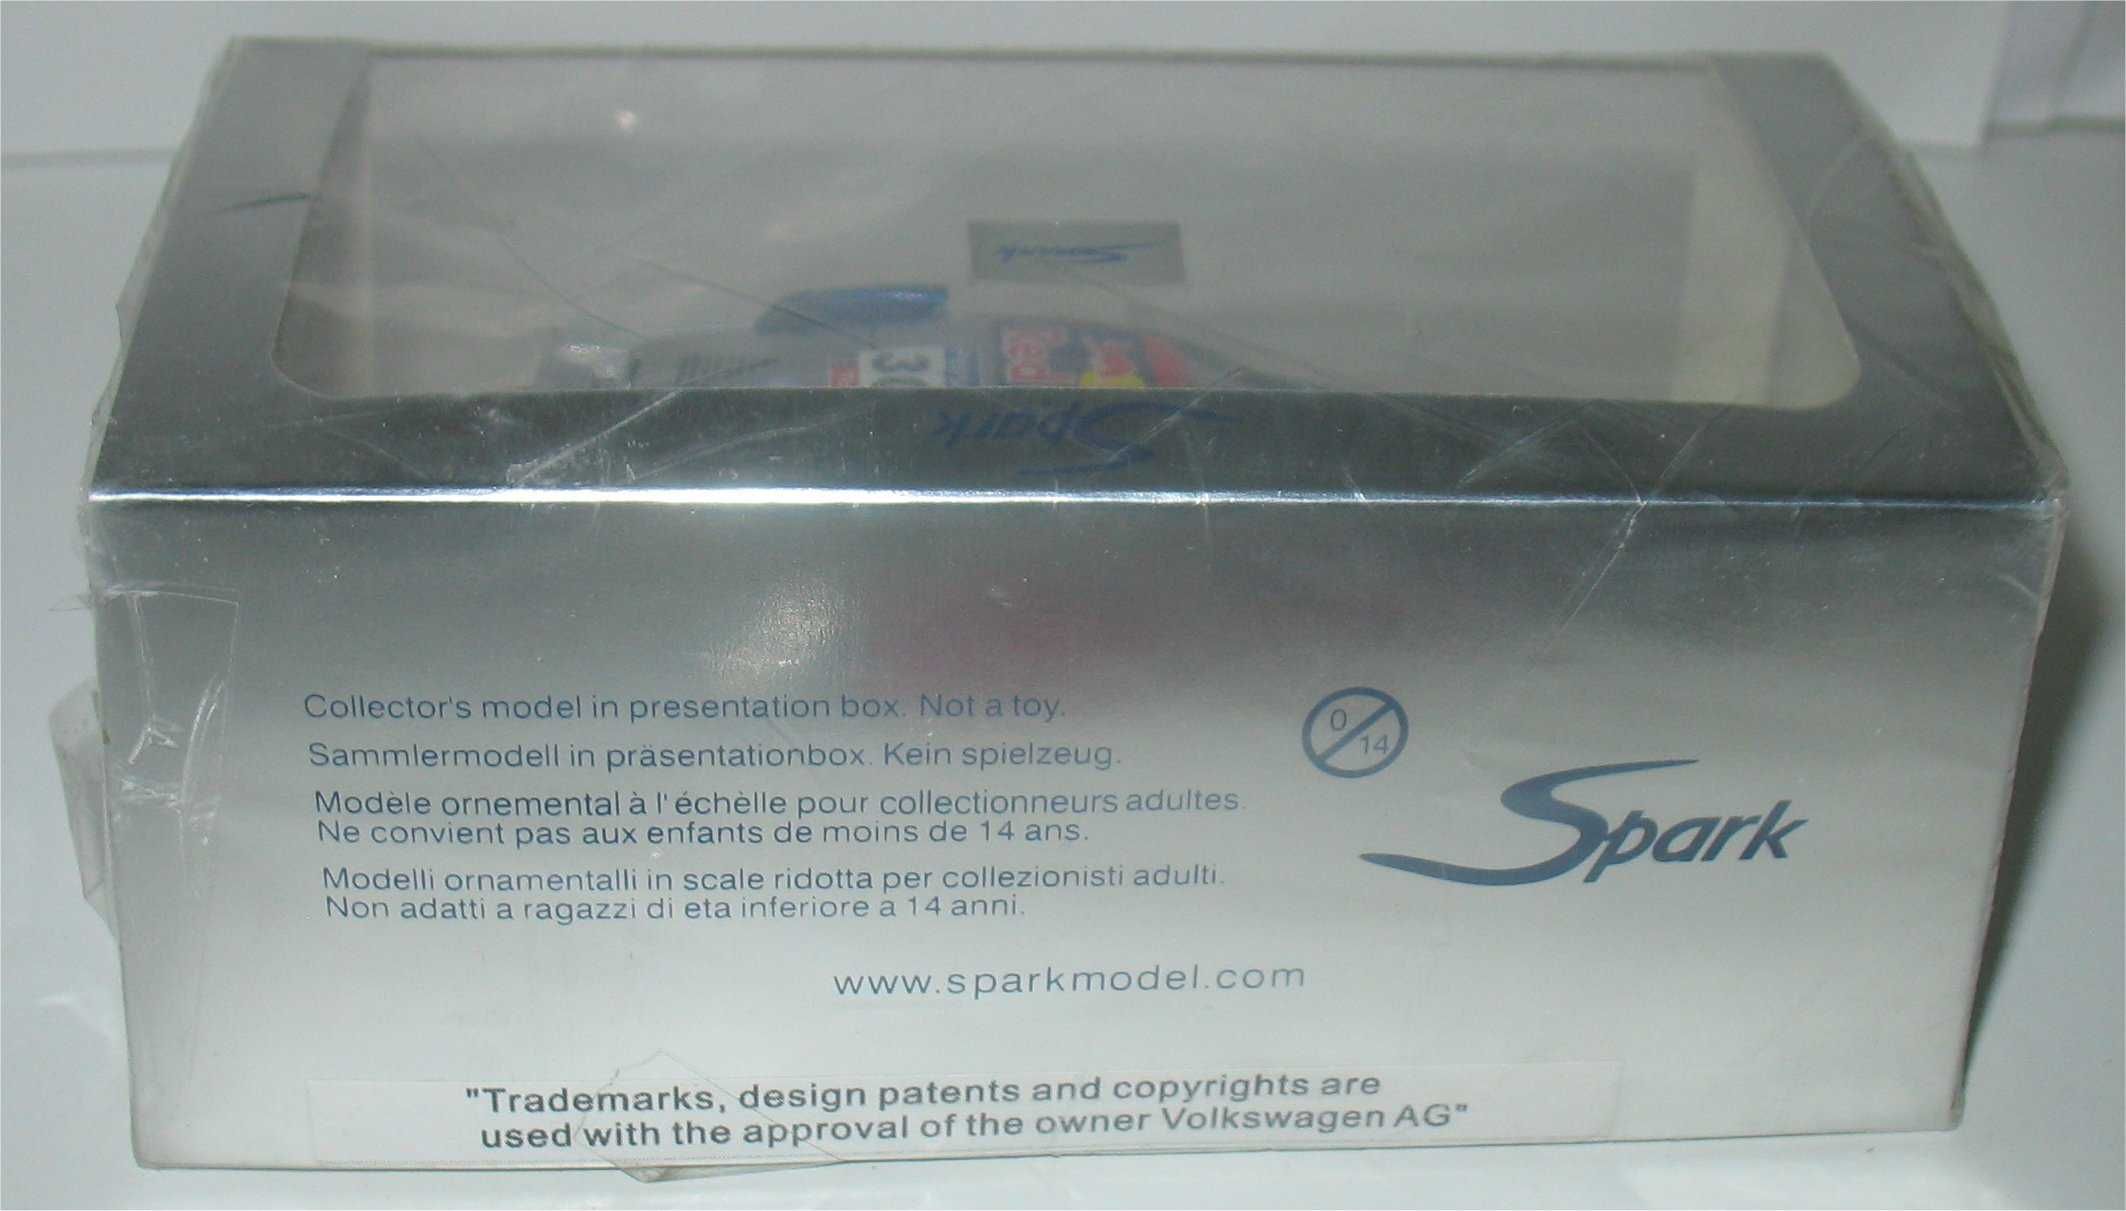 Spark
3
Red
Spark
Collector's model in presentation box. Not a toy.
Sammlermodell in präsentationbox. Kein spielzeug.
Modèle ornemental à l'échèlle pour collectionneurs adultes.
Ne convient pas aux enfants de moins de 14 ans.
Modelli ornamentalli in scale ridotta per collezionisti adulti.
Non adatti a ragazzi di eta inferiore a 14 anni.
0
14
Spark
www.sparkmodel.com
"Trademarks, design patents and copyrights are
used with the approval of the owner Volkswagen AG"